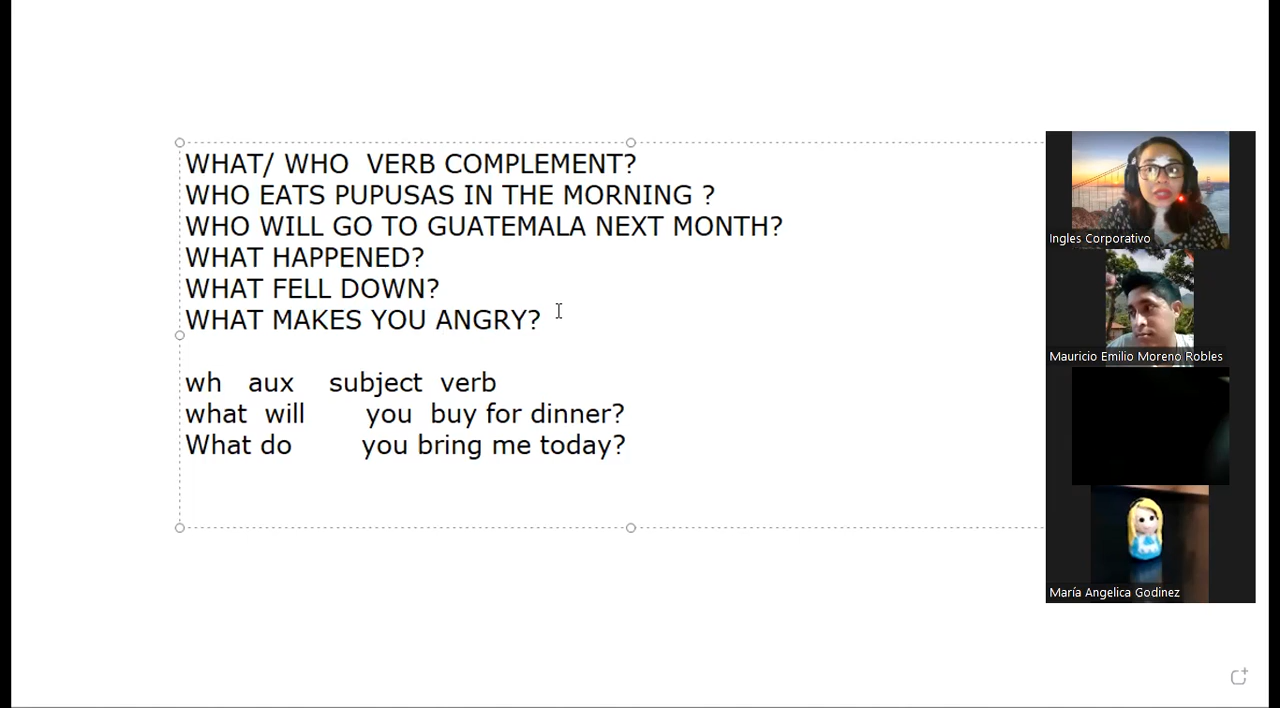 WHAT/ WHO VERB COMPLEMENT?
WHO EATS PUPUSAS IN THE MORNING ?
WHO WILL GO TO GUATEMALA NEXT MONTH?
WHAT HAPPENED?
WHAT FELL DOWN?
WHAT MAKES YOU ANGRY?
wh aux subject verb
what will you buy for dinner?
What do you bring me today?
Ingles Corporativo
Mauricio Emilio Moreno Robles
María Angelica Godinez